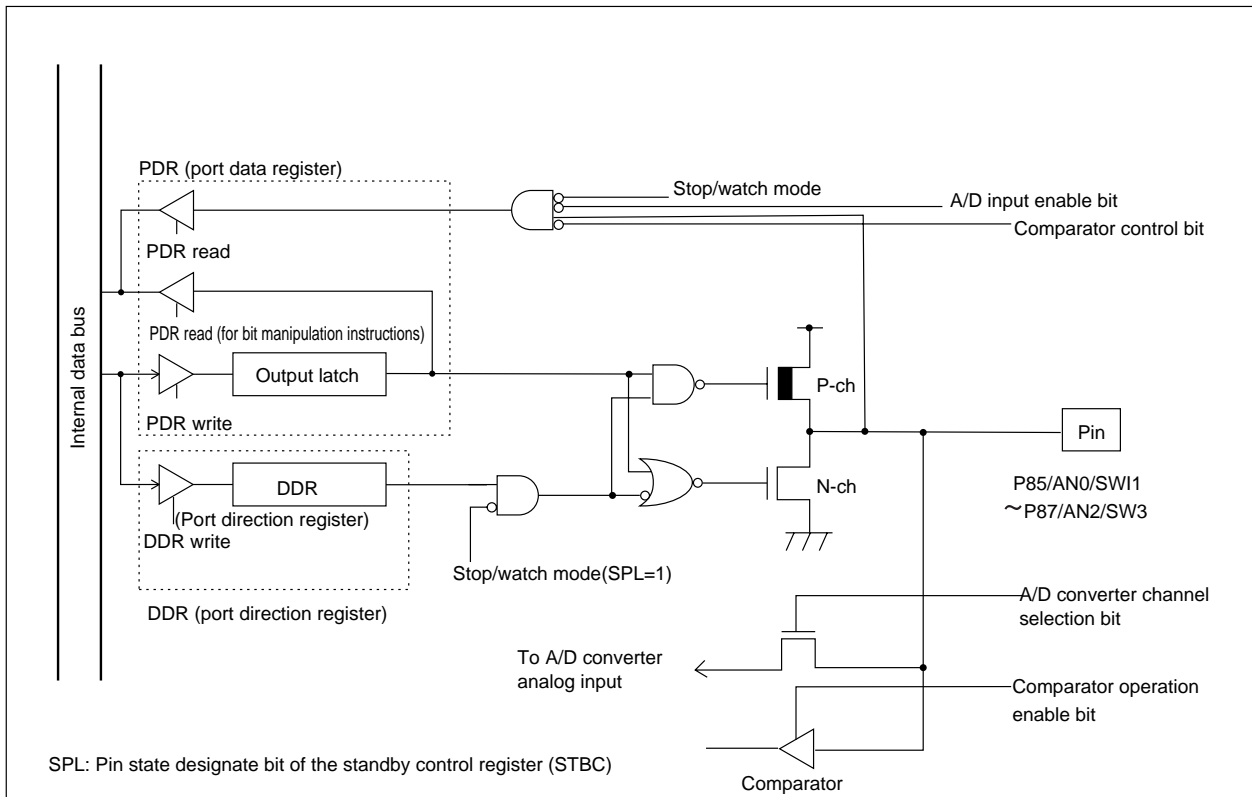 PDR (port data register)
Stop/watch mode
A/D input enable bit
Comparator control bit
PDR read
Internal data bus
PDR read (for bit manipulation instructions)
Output latch
P-ch
PDR write
Pin
DDR
N-ch
P85/AN0/SWI1
~P87/AN2/SW3
(Port direction register)
DDR write
Stop/watch mode(SPL=1)
DDR (port direction register)
A/D converter channel
selection bit
To A/D converter
analog input
Comparator operation
enable bit
SPL: Pin state designate bit of the standby control register (STBC)
Comparator